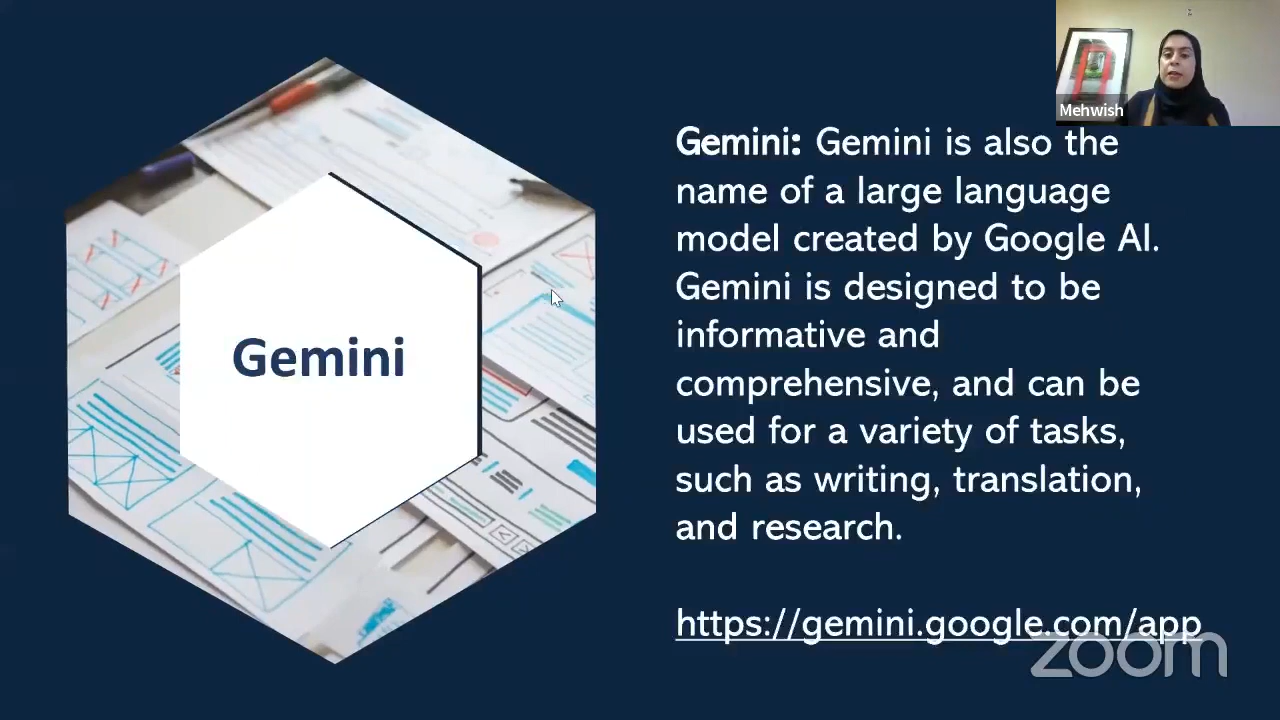 Mehwish
Gemini
Gemini: Gemini is also the
name of a large language
model created by Google AI.
Gemini is designed to be
informative and
comprehensive, and can be
used for a variety of tasks,
such as writing, translation,
and research.
https://gemini.google.com/app
zoom